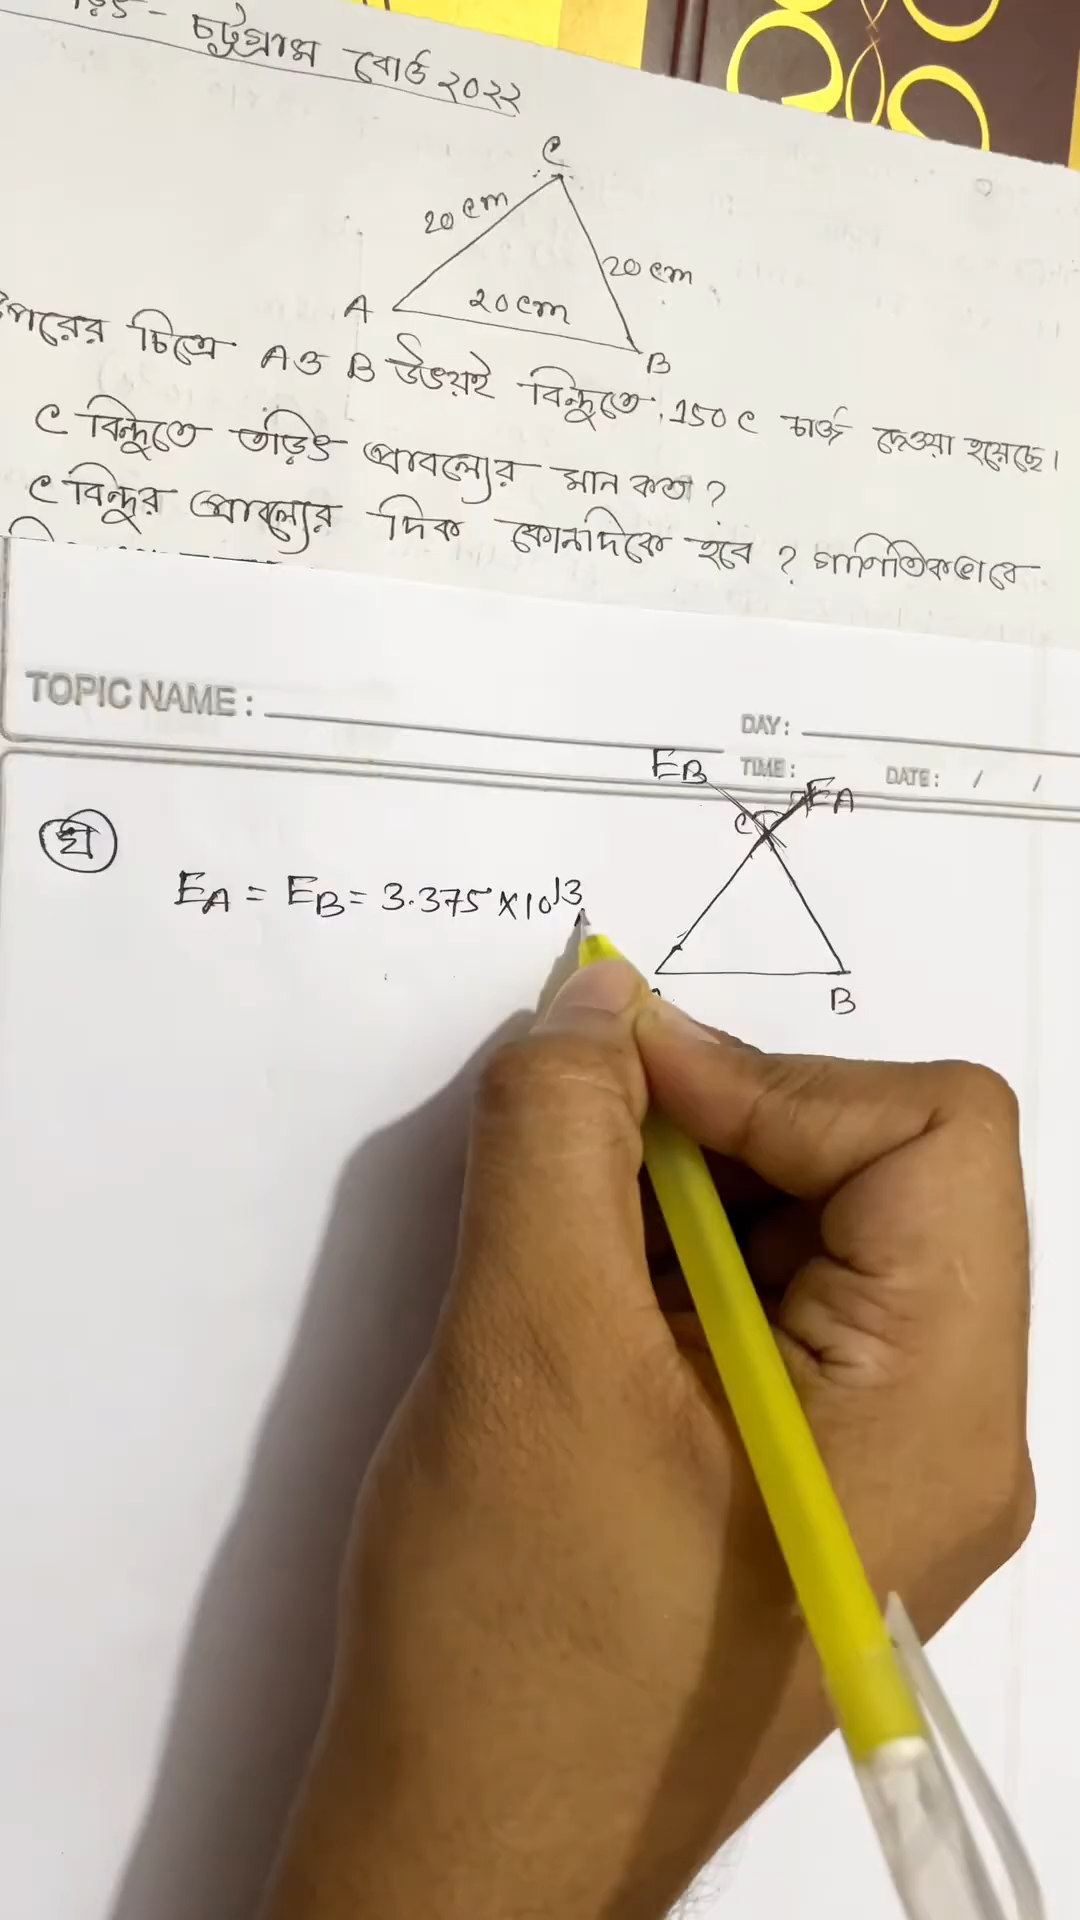 চট্টগ্রাম বোর্ড ২০২২
C
20 cm
20 cm
A
20cm
B
উপরের চিত্রে A ও B উভয়ই বিন্দুতে 150 C চার্জ দেওয়া হয়েছে।
C বিন্দুতে তড়িৎ প্রাবল্যের মান কত?
C বিন্দুর প্রাবল্যের দিক কোনদিকে হবে? গাণিতিকভাবে
TOPIC NAME :
DAY :
TIME :
DATE : / /
EB
EA
C
ঘ
EA = EB = 3.375 × 10^13
B